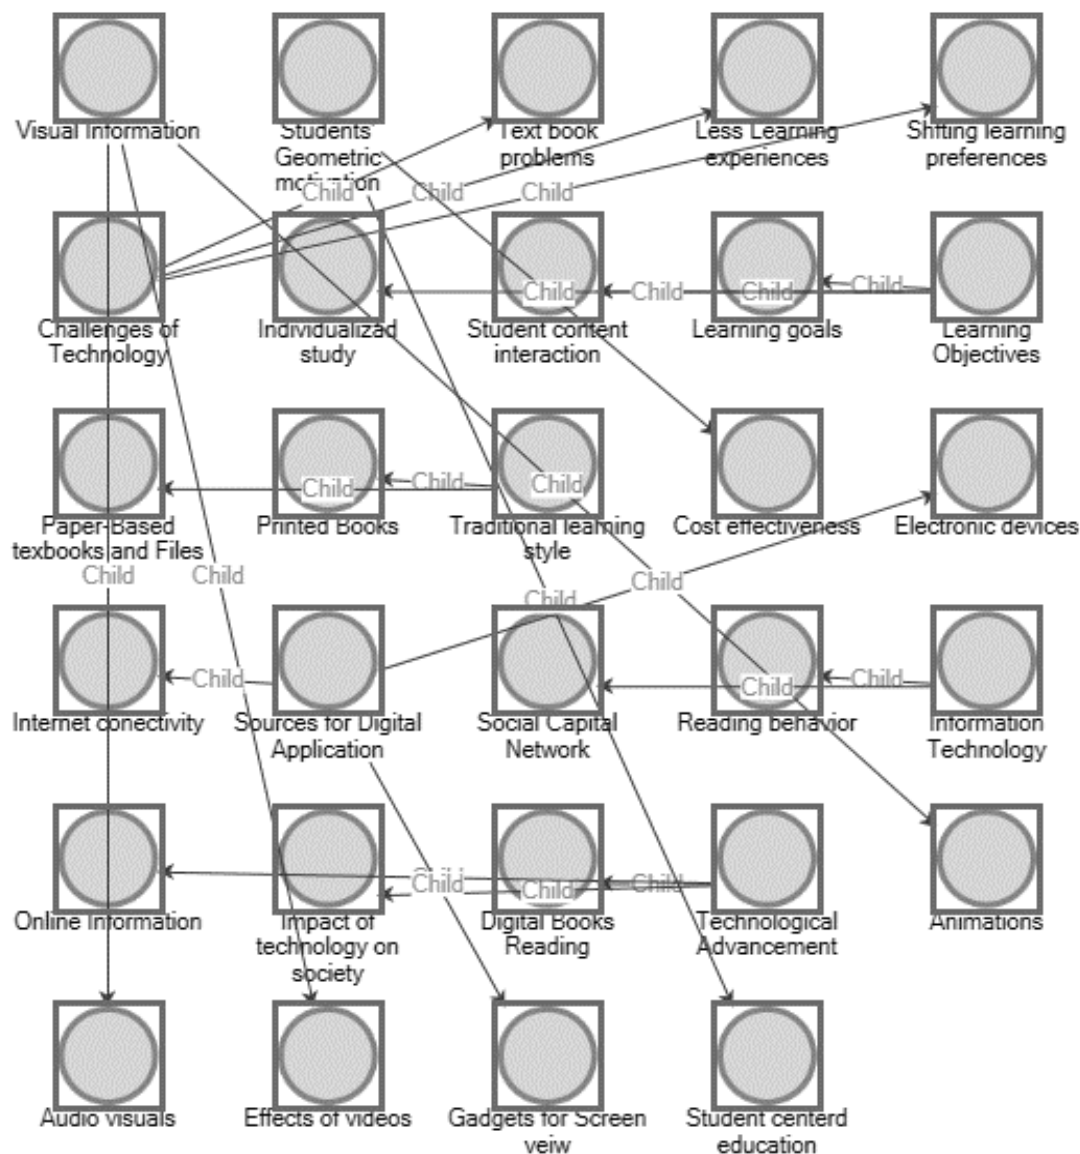 Visual Information
Students'
Geometric
motivation
Text book
problems
Less Learning
experiences
Shifting learning
preferences
Child
Child
Child
Challenges of
Technology
Individualizad
study
Child
Student content
interaction
Child
Child
Learning goals
Child
Learning
Objectives
Paper-Based
texbooks and Files
Child
Printed Books
Child
Traditional learning
style
Child
Cost effectiveness
Electronic devices
Child
Child
Child
Child
Internet conectivity
Child
Sources for Digital
Application
Social Capital
Network
Child
Reading behavior
Child
Information
Technology
Online Information
Impact of
technology on
society
Child
Child
Digital Books
Reading
Child
Technological
Advancement
Animations
Audio visuals
Effects of videos
Gadgets for Screen
veiw
Student centerd
education